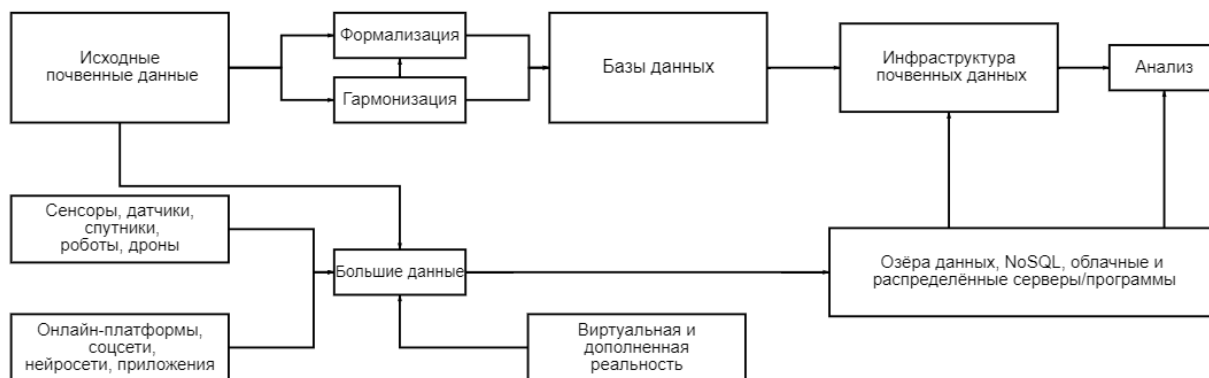 Исходные
почвенные данные
Формализация
Гармонизация
Базы данных
Инфраструктура
почвенных данных
Анализ
Сенсоры, датчики,
спутники,
роботы, дроны
Большие данные
Озёра данных, NoSQL, облачные и
распределённые серверы/программы
Онлайн-платформы,
соцсети,
нейросети, приложения
Виртуальная и
дополненная
реальность